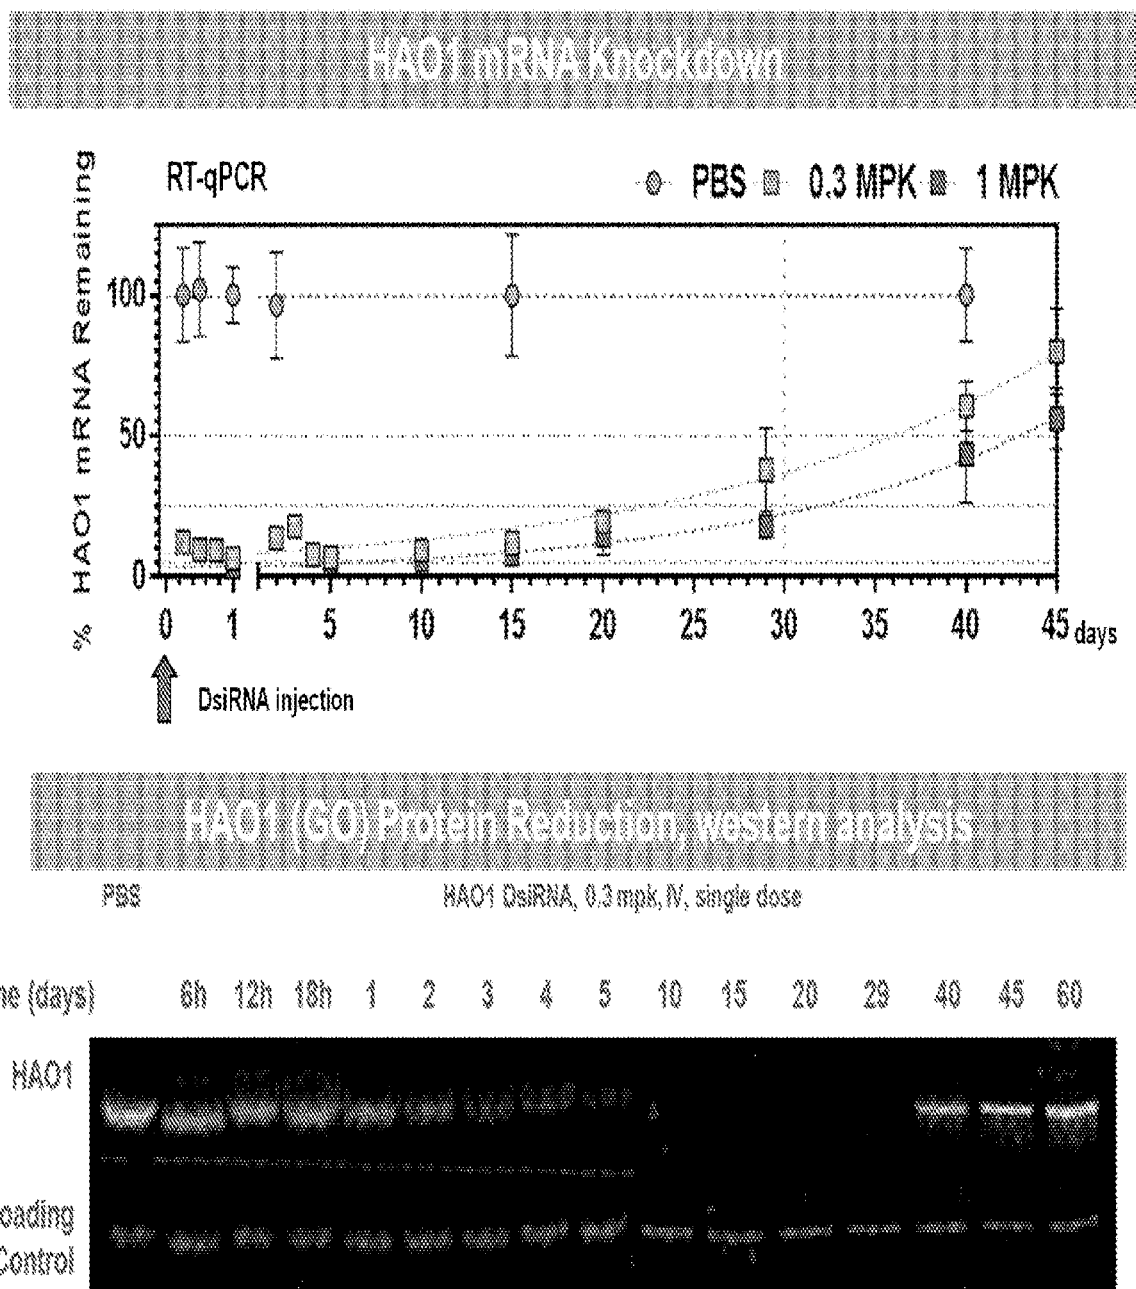 HAO1 mRNA Knockdown
% HAO1 mRNA Remaining
RT-qPCR
PBS 0.3 MPK 1 MPK
100
50
0
0 1 5 10 15 20 25 30 35 40 45 days
DsiRNA injection
HAO1 (GO) Protein Reduction, western analysis
PBS HAO1 DsiRNA, 0.3 mpk, IV, single dose
ne (days) 6h 12h 18h 1 2 3 4 5 10 15 20 29 40 45 60
HAO1
oading
Control